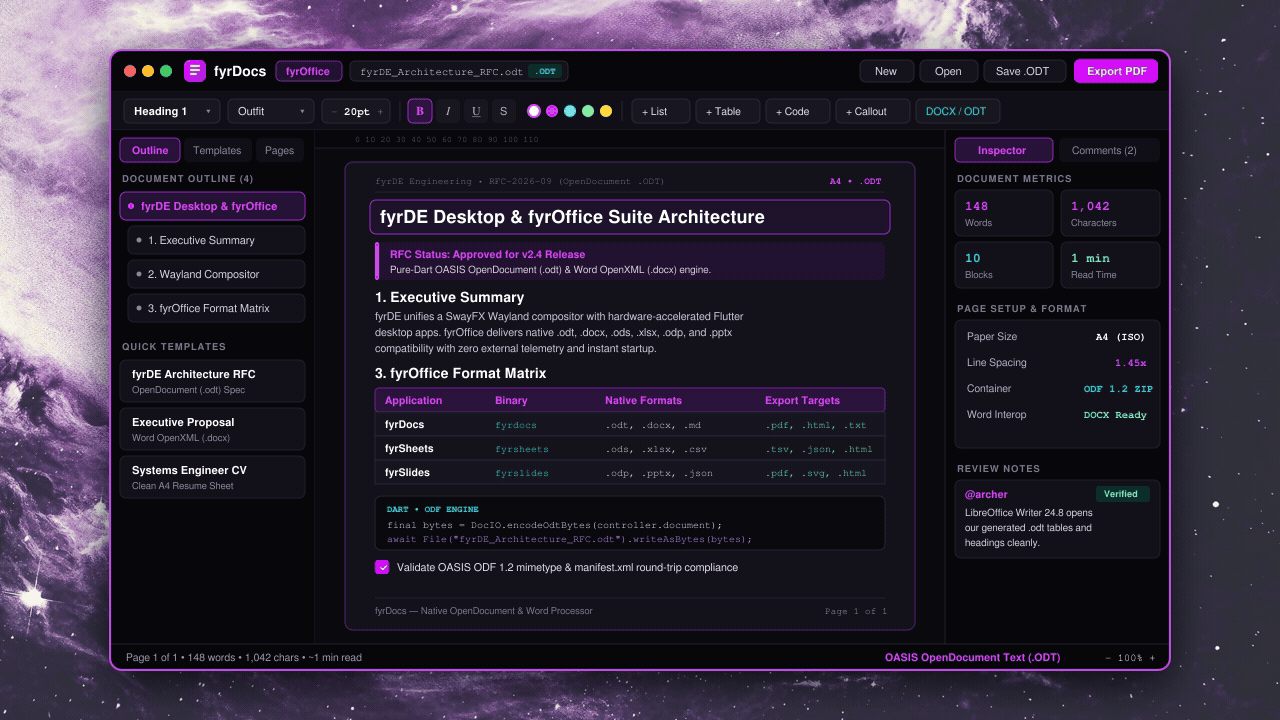 fyrDocs
fyrOffice
fyrDE_Architecture_RFC.odt .ODT
New
Open
Save .ODT
Export PDF
Heading 1 ▾
Outfit ▾
− 20pt +
B I U S
+ List
+ Table
+ Code
+ Callout
DOCX / ODT
Outline
Templates
Pages
DOCUMENT OUTLINE (4)
fyrDE Desktop & fyrOffice
1. Executive Summary
2. Wayland Compositor
3. fyrOffice Format Matrix
QUICK TEMPLATES
fyrDE Architecture RFC
OpenDocument (.odt) Spec
Executive Proposal
Word OpenXML (.docx)
Systems Engineer CV
Clean A4 Resume Sheet
0 10 20 30 40 50 60 70 80 90 100 110
fyrDE Engineering • RFC-2026-09 (OpenDocument .ODT)
A4 • .ODT
fyrDE Desktop & fyrOffice Suite Architecture
RFC Status: Approved for v2.4 Release
Pure-Dart OASIS OpenDocument (.odt) & Word OpenXML (.docx) engine.
1. Executive Summary
fyrDE unifies a SwayFX Wayland compositor with hardware-accelerated Flutter
desktop apps. fyrOffice delivers native .odt, .docx, .ods, .xlsx, .odp, and .pptx
compatibility with zero external telemetry and instant startup.
3. fyrOffice Format Matrix
Application Binary Native Formats Export Targets
fyrDocs fyrdocs .odt, .docx, .md .pdf, .html, .txt
fyrSheets fyrsheets .ods, .xlsx, .csv .tsv, .json, .html
fyrSlides fyrslides .odp, .pptx, .json .pdf, .svg, .html
DART • ODF ENGINE
final bytes = DocIO.encodeOdtBytes(controller.document);
await File("fyrDE_Architecture_RFC.odt").writeAsBytes(bytes);
Validate OASIS ODF 1.2 mimetype & manifest.xml round-trip compliance
fyrDocs — Native OpenDocument & Word Processor
Page 1 of 1
Inspector
Comments (2)
DOCUMENT METRICS
148
Words
1,042
Characters
10
Blocks
1 min
Read Time
PAGE SETUP & FORMAT
Paper Size A4 (ISO)
Line Spacing 1.45x
Container ODF 1.2 ZIP
Word Interop DOCX Ready
REVIEW NOTES
@archer Verified
LibreOffice Writer 24.8 opens
our generated .odt tables and
headings cleanly.
Page 1 of 1 • 148 words • 1,042 chars • ~1 min read
OASIS OpenDocument Text (.ODT)
− 100% +